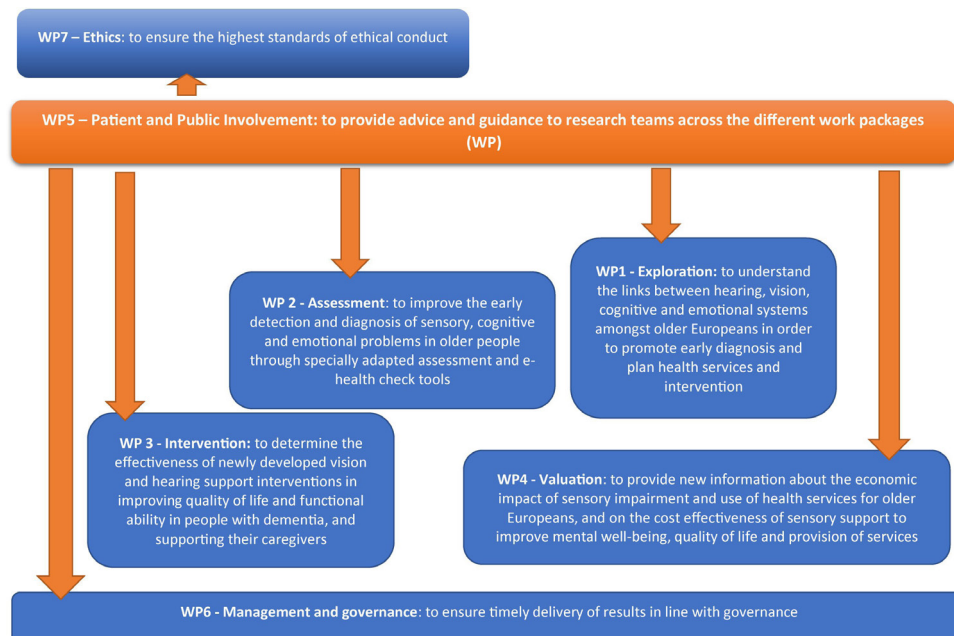 WP7 – Ethics: to ensure the highest standards of ethical conduct
WP5 – Patient and Public Involvement: to provide advice and guidance to research teams across the different work packages
(WP)
WP 2 - Assessment: to improve the early
detection and diagnosis of sensory, cognitive
and emotional problems in older people
through specially adapted assessment and e-
health check tools
WP1 - Exploration: to understand
the links between hearing, vision,
cognitive and emotional systems
amongst older Europeans in order
to promote early diagnosis and
plan health services and
intervention
WP 3 - Intervention: to determine the
effectiveness of newly developed vision
and hearing support interventions in
improving quality of life and functional
ability in people with dementia, and
supporting their caregivers
WP4 - Valuation: to provide new information about the economic
impact of sensory impairment and use of health services for older
Europeans, and on the cost effectiveness of sensory support to
improve mental well-being, quality of life and provision of services
WP6 - Management and governance: to ensure timely delivery of results in line with governance